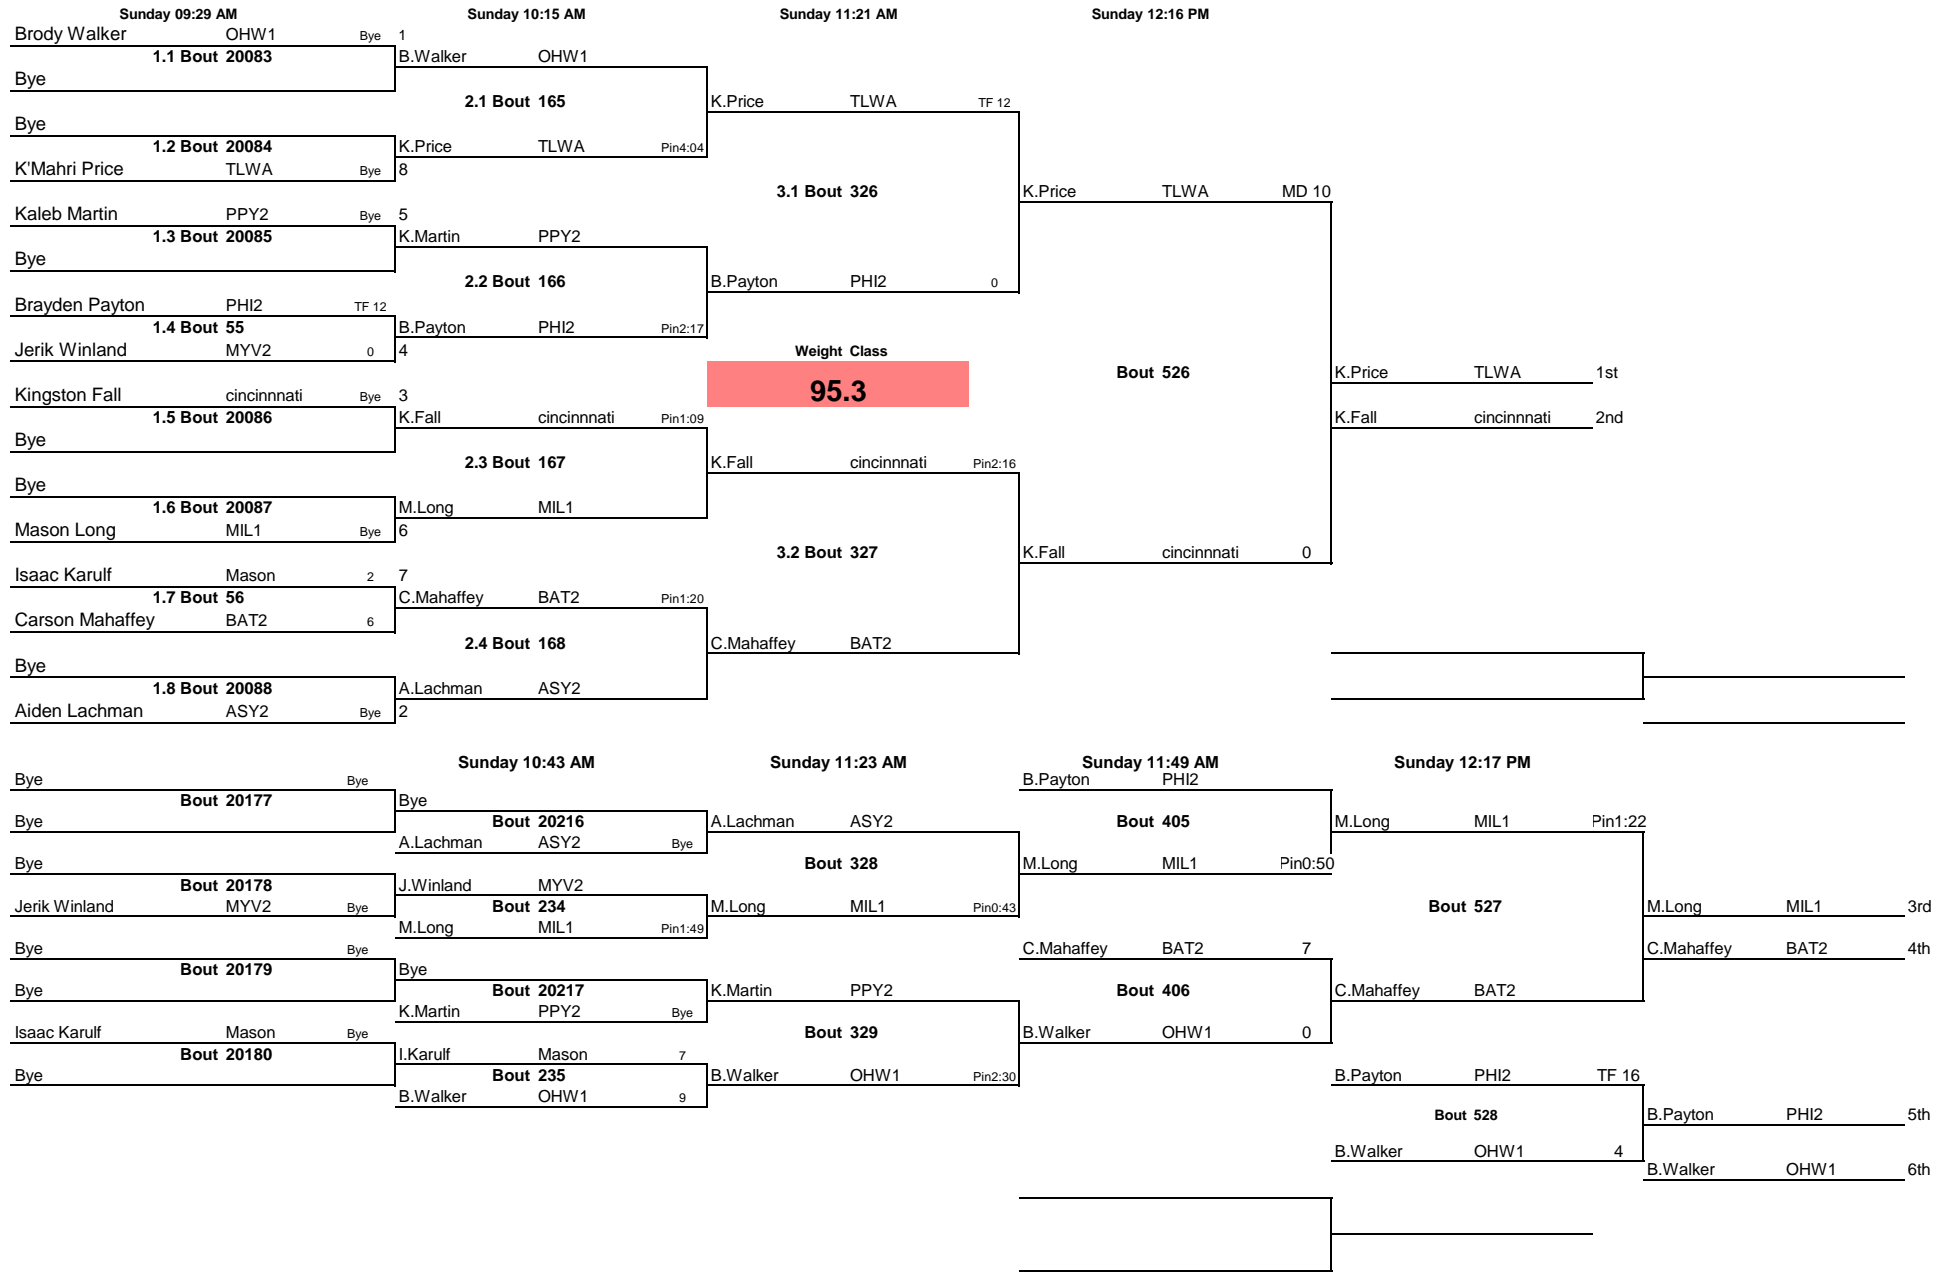 Sunday 09:29 AM Sunday 10:15 AM Sunday 11:21 AM Sunday 12:16 PM
Brody Walker OHW1 Bye 1
1.1 Bout 20083 B.Walker OHW1
Bye
2.1 Bout 165 K.Price TLWA TF 12
Bye
1.2 Bout 20084 K.Price TLWA Pin4:04
K'Mahri Price TLWA Bye 8
3.1 Bout 326 K.Price TLWA MD 10
Kaleb Martin PPY2 Bye 5
1.3 Bout 20085 K.Martin PPY2
Bye
2.2 Bout 166 B.Payton PHI2 0
Brayden Payton PHI2 TF 12
1.4 Bout 55 B.Payton PHI2 Pin2:17
Jerik Winland MYV2 0 4 Weight Class
Bout 526 K.Price TLWA 1st
Kingston Fall cincinnnati Bye 3 95.3
1.5 Bout 20086 K.Fall cincinnnati Pin1:09 K.Fall cincinnnati 2nd
Bye
2.3 Bout 167 K.Fall cincinnnati Pin2:16
Bye
1.6 Bout 20087 M.Long MIL1
Mason Long MIL1 Bye 6
3.2 Bout 327 K.Fall cincinnnati 0
Isaac Karulf Mason 2 7
1.7 Bout 56 C.Mahaffey BAT2 Pin1:20
Carson Mahaffey BAT2 6
2.4 Bout 168 C.Mahaffey BAT2
Bye
1.8 Bout 20088 A.Lachman ASY2
Aiden Lachman ASY2 Bye 2
Sunday 10:43 AM Sunday 11:23 AM Sunday 11:49 AM Sunday 12:17 PM
Bye Bye B.Payton PHI2
Bout 20177 Bye
Bye Bout 20216 A.Lachman ASY2 Bout 405 M.Long MIL1 Pin1:22
A.Lachman ASY2 Bye
Bye Bout 328 M.Long MIL1 Pin0:50
Bout 20178 J.Winland MYV2
Jerik Winland MYV2 Bye Bout 234 M.Long MIL1 Pin0:43 Bout 527 M.Long MIL1 3rd
M.Long MIL1 Pin1:49
Bye Bye C.Mahaffey BAT2 7 C.Mahaffey BAT2 4th
Bout 20179 Bye
Bye Bout 20217 K.Martin PPY2 Bout 406 C.Mahaffey BAT2
K.Martin PPY2 Bye
Isaac Karulf Mason Bye Bout 329 B.Walker OHW1 0
Bout 20180 I.Karulf Mason 7
Bye Bout 235 B.Walker OHW1 Pin2:30 B.Payton PHI2 TF 16
B.Walker OHW1 9
Bout 528 B.Payton PHI2 5th
B.Walker OHW1 4
B.Walker OHW1 6th